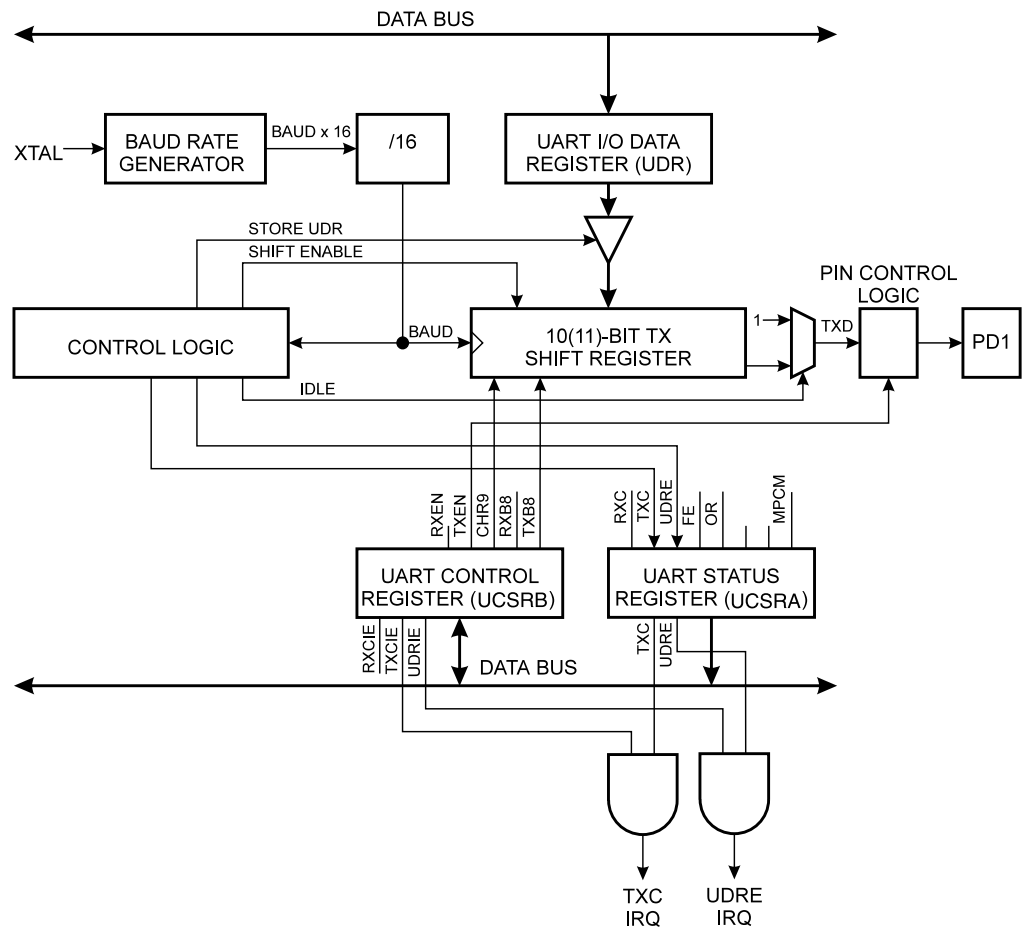 DATA BUS
XTAL
BAUD RATE
GENERATOR
BAUD x 16
/16
UART I/O DATA
REGISTER (UDR)
STORE UDR
SHIFT ENABLE
PIN CONTROL
LOGIC
CONTROL LOGIC
BAUD
10(11)-BIT TX
SHIFT REGISTER
1
TXD
PD1
IDLE
RXEN
TXEN
CHR9
RXB8
TXB8
RXC
TXC
UDRE
FE
OR
MPCM
UART CONTROL
REGISTER (UCSRB)
UART STATUS
REGISTER (UCSRA)
RXCIE
TXCIE
UDRIE
TXC
UDRE
DATA BUS
TXC
IRQ
UDRE
IRQ